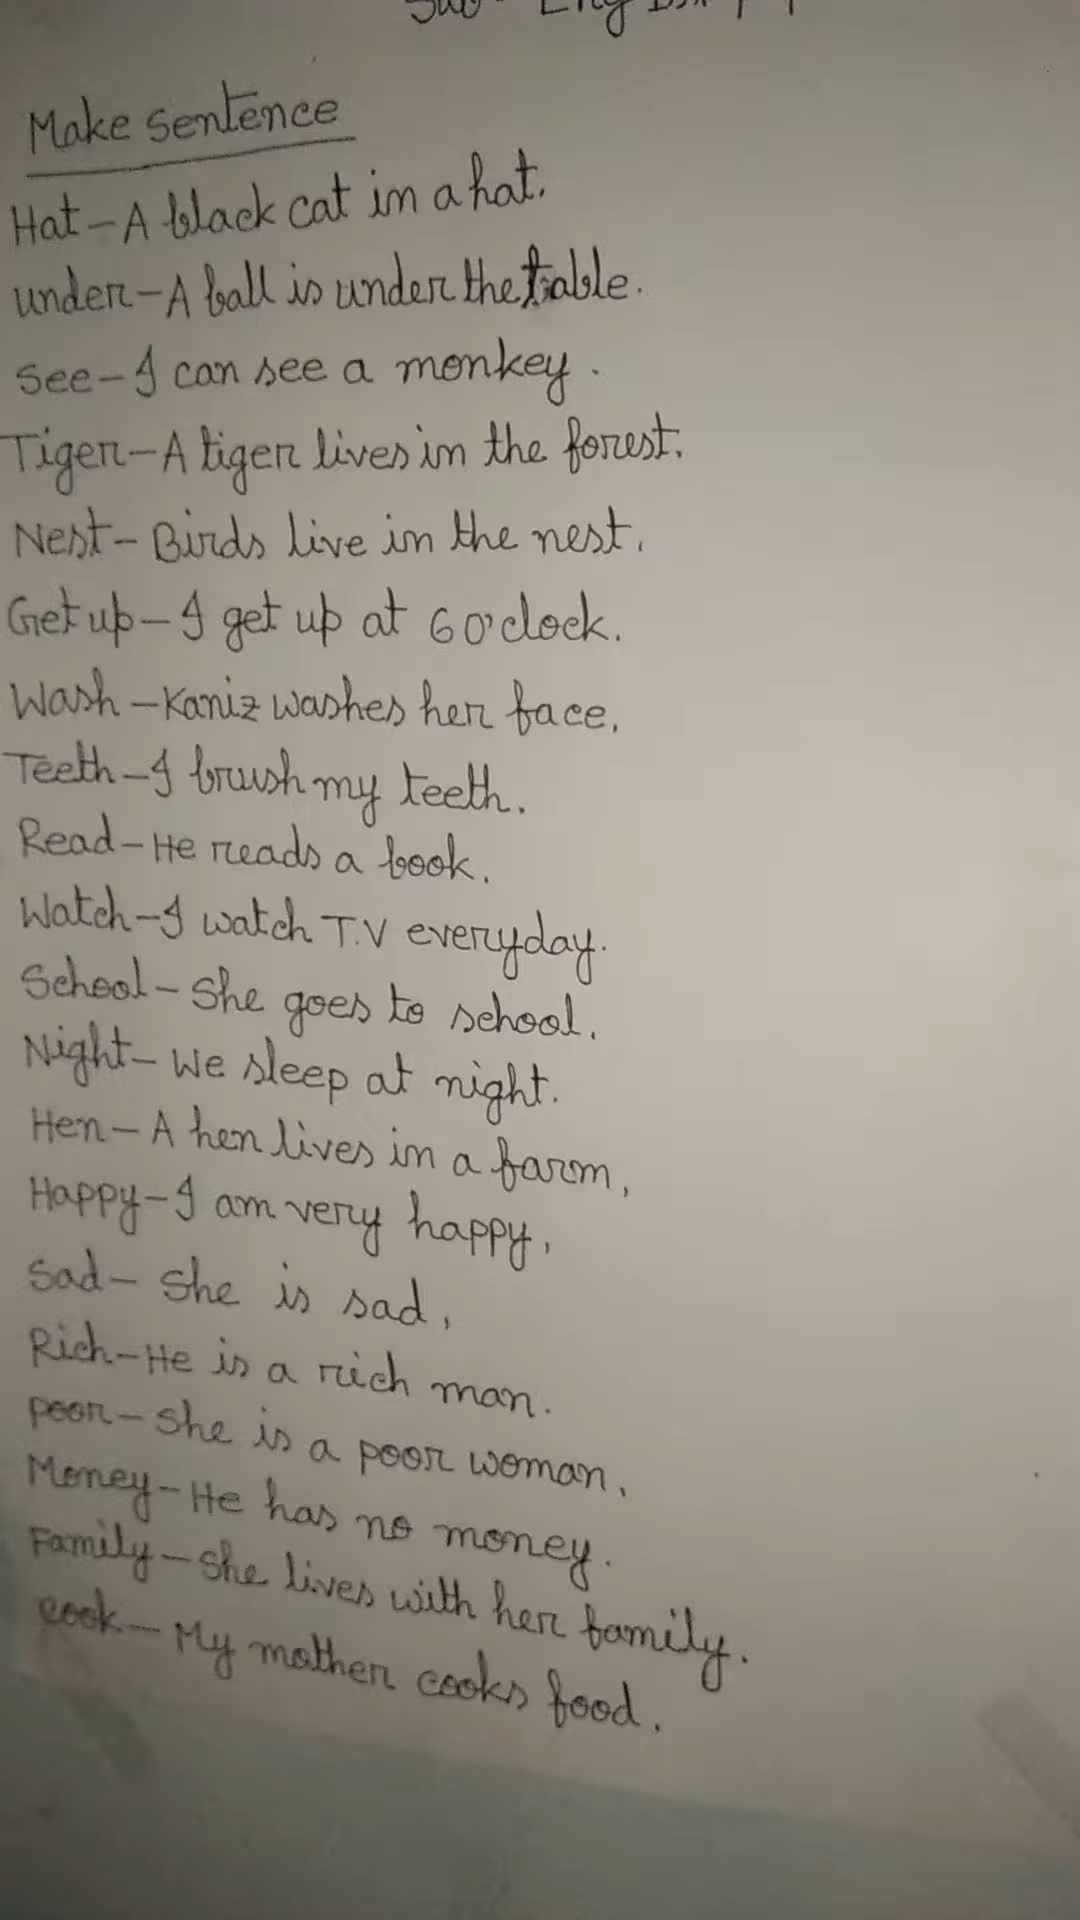 Sub- English
Make sentence
Hat-A black cat in a hat.
under-A ball is under the table.
See-I can see a monkey.
Tiger-A tiger lives in the forest.
Nest- Birds live in the nest.
Get up-I get up at 6 o'clock.
Wash-Kaniz washes her face.
Teeth-I brush my teeth.
Read-He reads a book.
Watch-I watch T.V everyday.
School-She goes to school.
Night-We sleep at night.
Hen-A hen lives in a farm,
Happy-I am very happy,
Sad- She is sad,
Rich-He is a rich man.
poor-She is a poor woman,
Money-He has no money.
Family-She lives with her family.
cook-My mother cooks food.